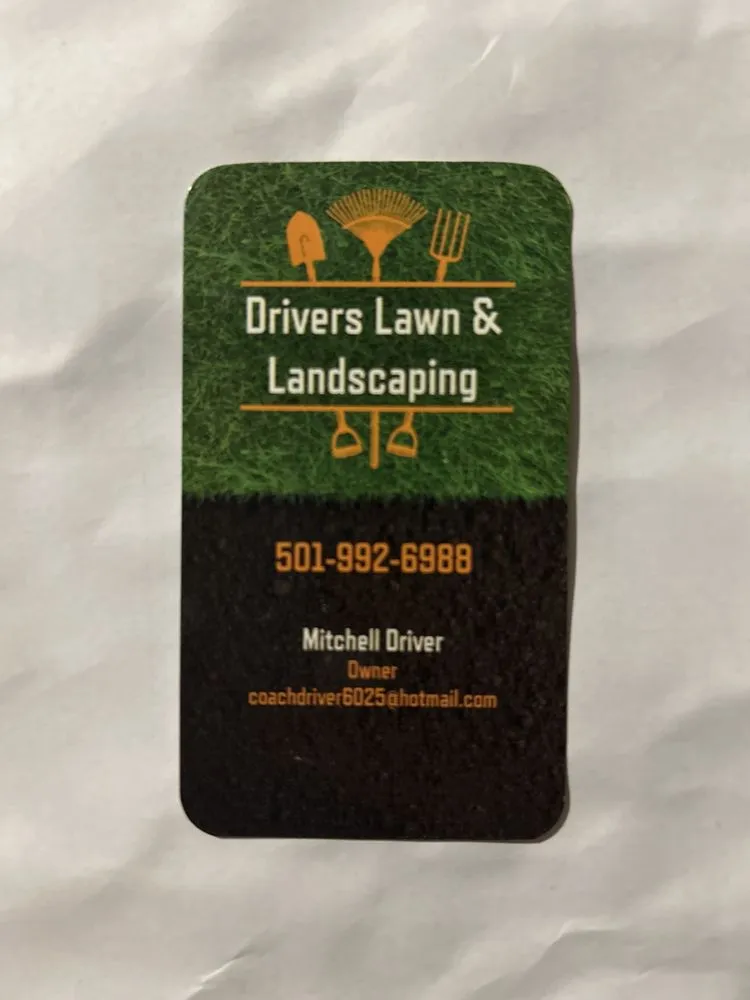 Drivers Lawn &
Landscaping
501-992-6988
Mitchell Driver
Owner
coachdriver6025@hotmail.com